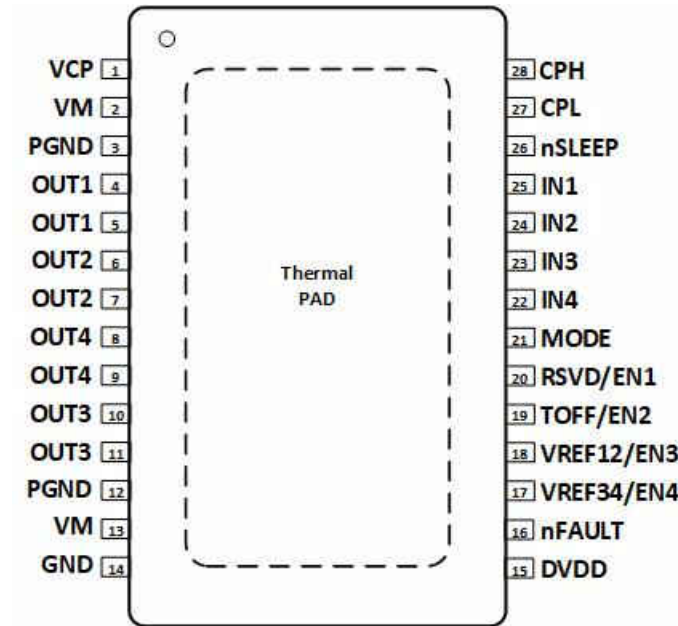 VCP 1
28 CPH
VM 2
27 CPL
PGND 3
26 nSLEEP
OUT1 4
25 IN1
OUT1 5
24 IN2
OUT2 6
23 IN3
OUT2 7
22 IN4
OUT4 8
21 MODE
OUT4 9
20 RSVD/EN1
OUT3 10
19 TOFF/EN2
OUT3 11
18 VREF12/EN3
PGND 12
17 VREF34/EN4
VM 13
16 nFAULT
GND 14
15 DVDD
Thermal
PAD